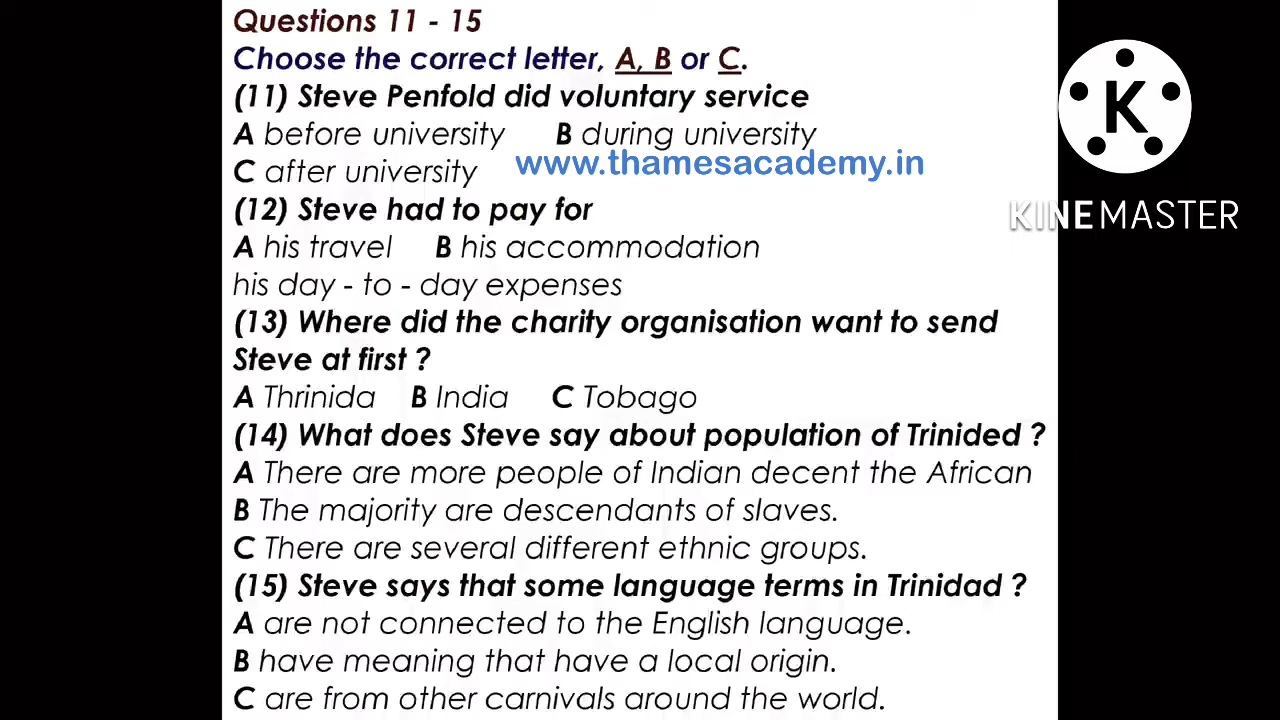 Questions 11 - 15
Choose the correct letter, A, B or C.
(11) Steve Penfold did voluntary service
A before university B during university
C after university www.thamesacademy.in
(12) Steve had to pay for
A his travel B his accommodation
his day - to - day expenses
(13) Where did the charity organisation want to send
Steve at first ?
A Thrinida B India C Tobago
(14) What does Steve say about population of Trinided ?
A There are more people of Indian decent the African
B The majority are descendants of slaves.
C There are several different ethnic groups.
(15) Steve says that some language terms in Trinidad ?
A are not connected to the English language.
B have meaning that have a local origin.
C are from other carnivals around the world.
K
KINEMASTER